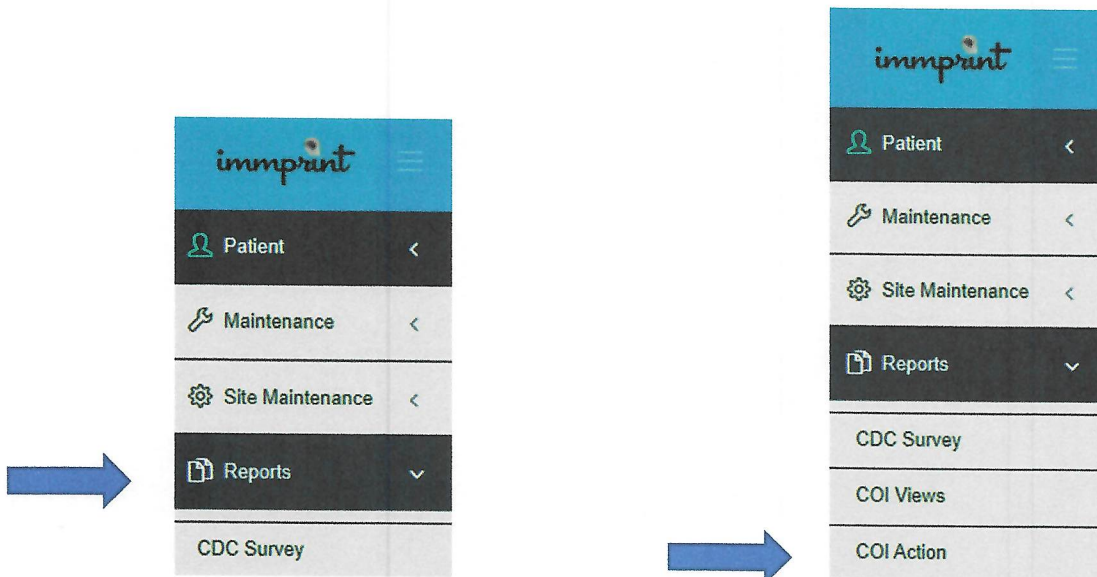 immprint
Patient
Maintenance
Site Maintenance
Reports
CDC Survey
immprint
Patient
Maintenance
Site Maintenance
Reports
CDC Survey
COI Views
COI Action